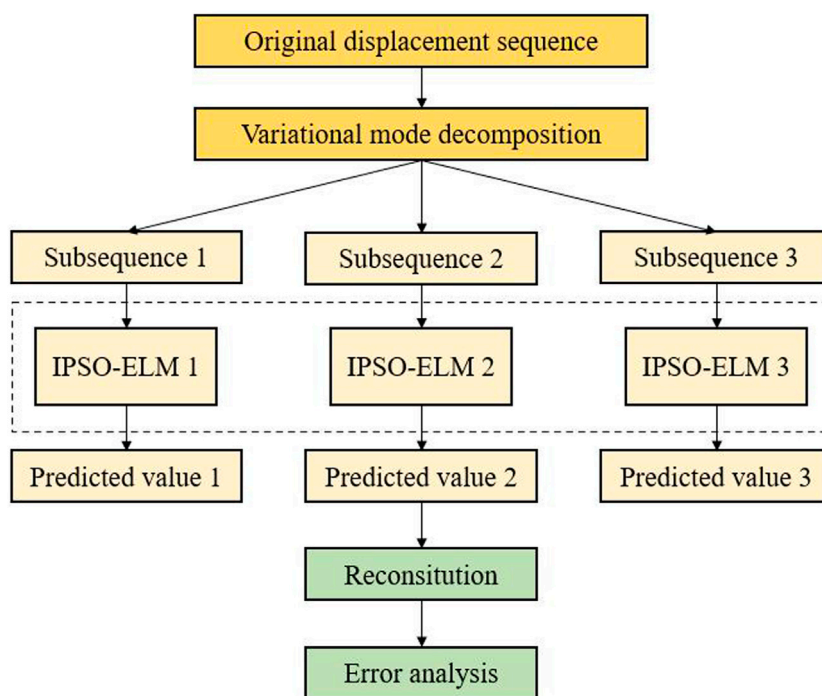 Original displacement sequence
Variational mode decomposition
Subsequence 1
Subsequence 2
Subsequence 3
IPSO-ELM 1
IPSO-ELM 2
IPSO-ELM 3
Predicted value 1
Predicted value 2
Predicted value 3
Reconsitution
Error analysis